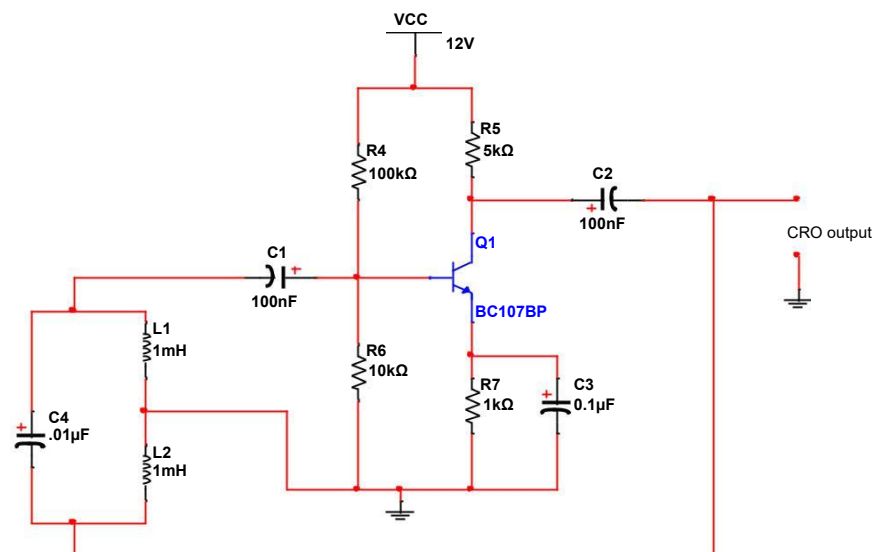 VCC
12V
R4
100kΩ
R5
5kΩ
C2
+
100nF
CRO output
Q1
C1
+
100nF
BC107BP
L1
1mH
R6
10kΩ
R7
1kΩ
C3
+
0.1µF
C4
+
.01µF
L2
1mH